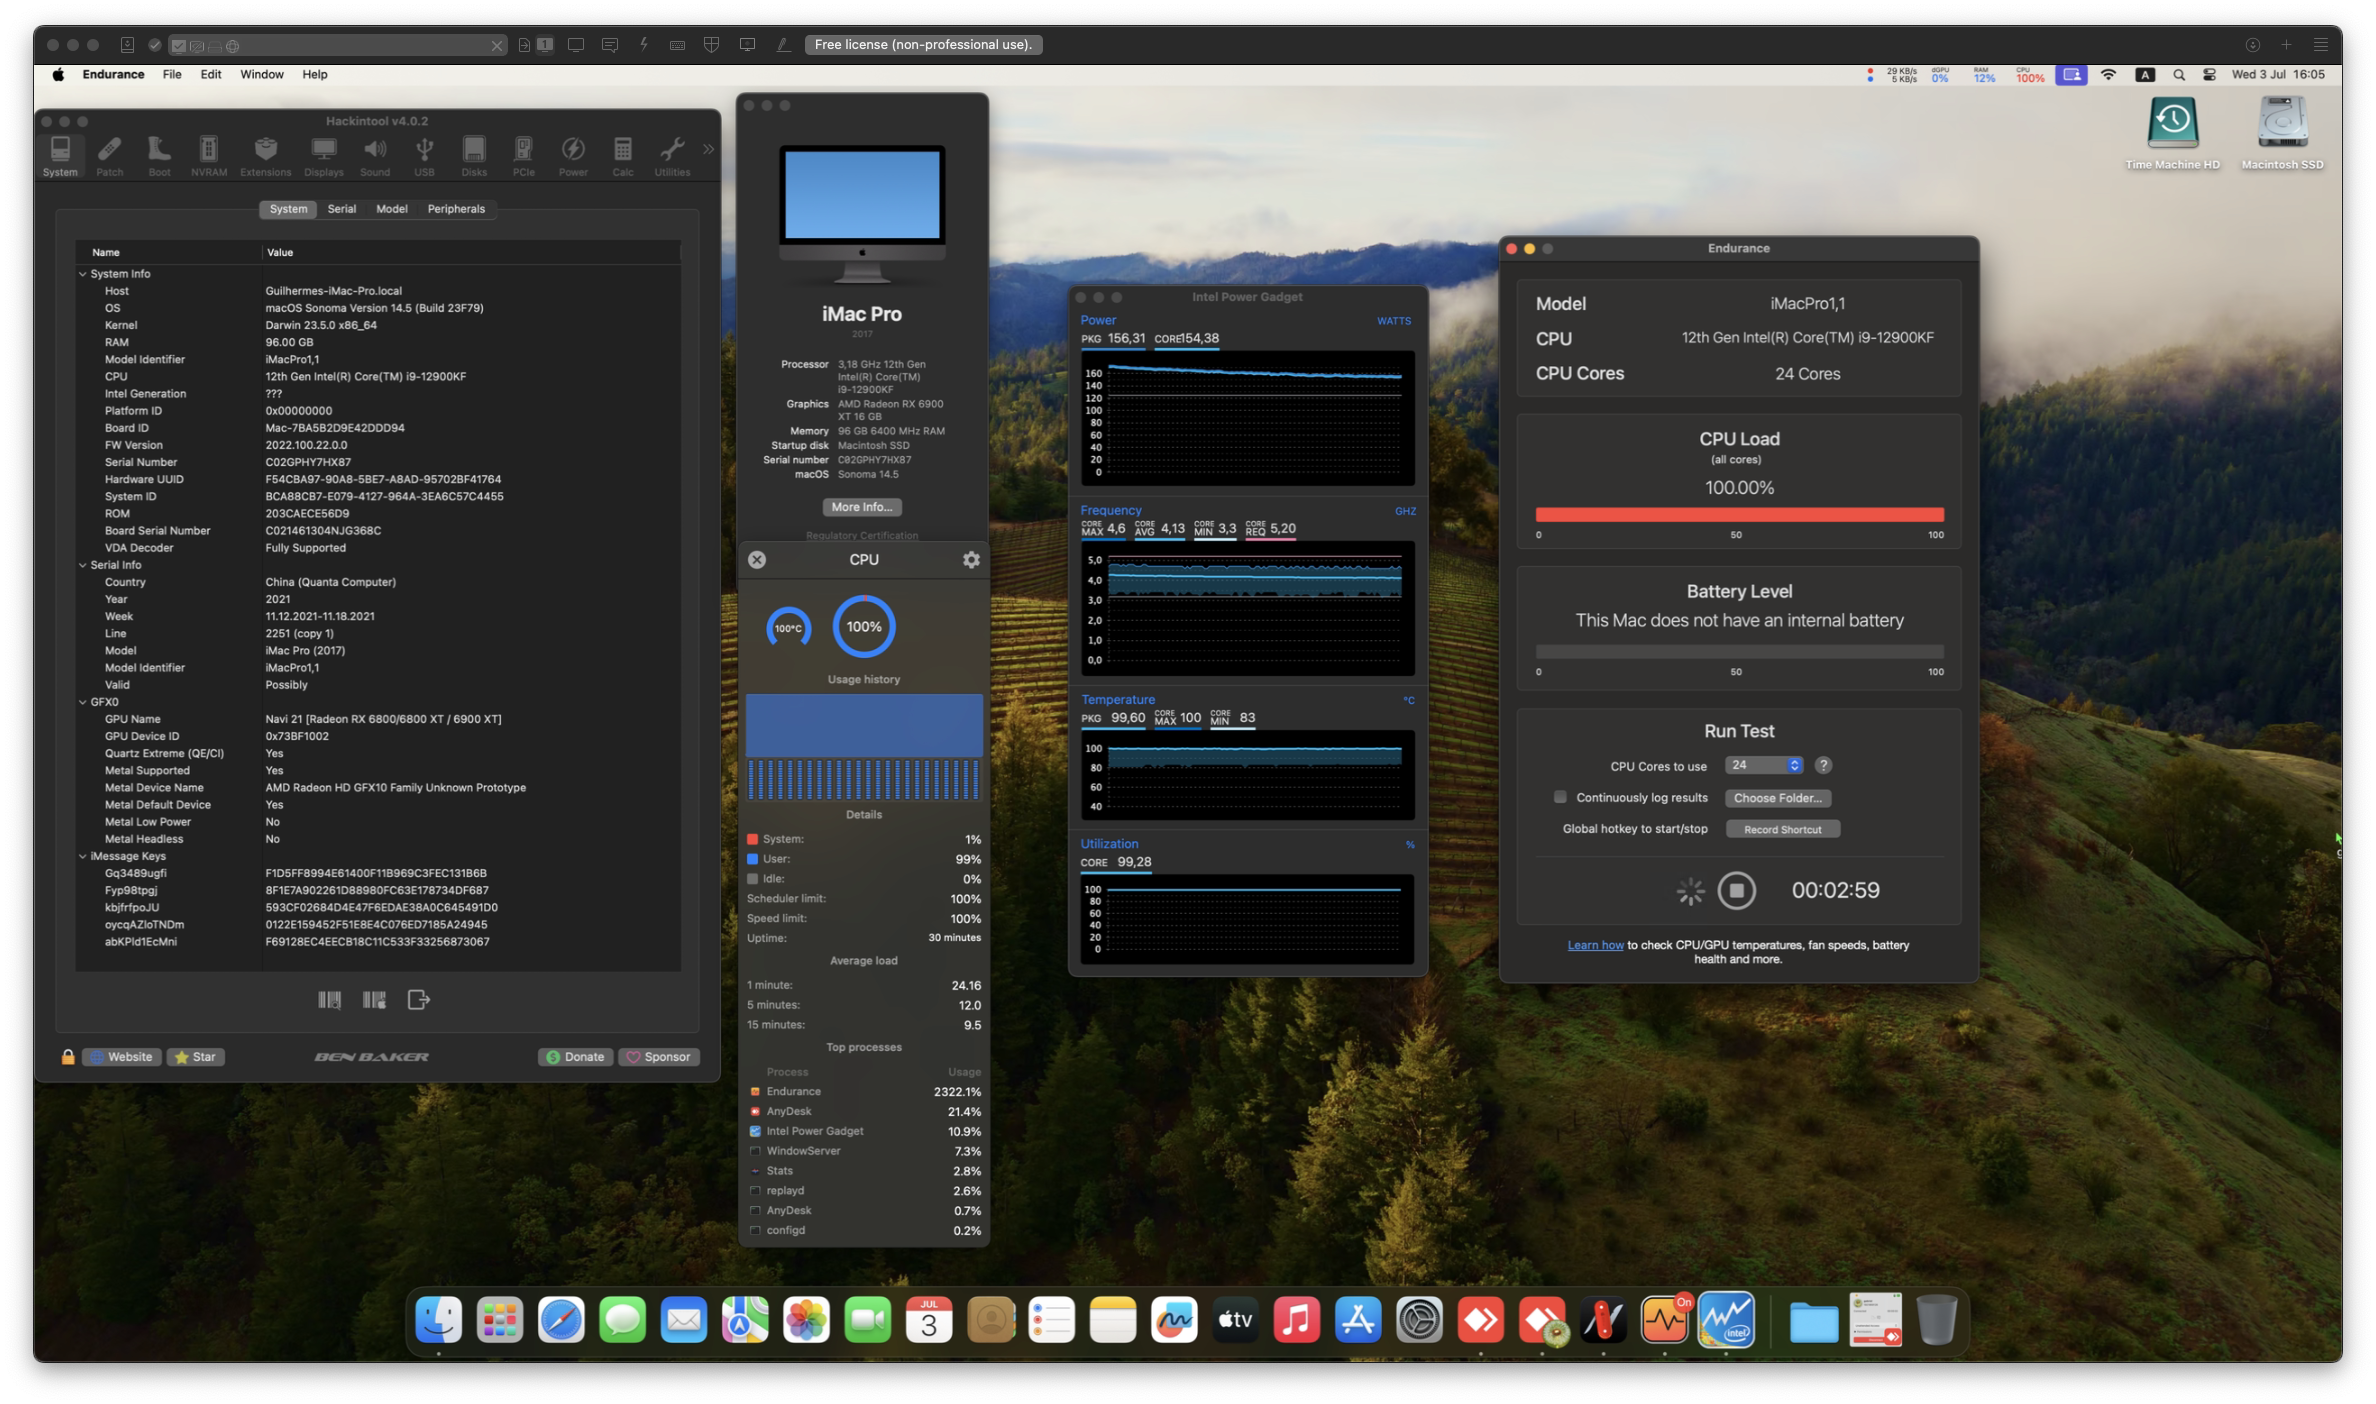 Free license (non-professional use).
Endurance File Edit Window Help
29 KB/s
5 KB/s
dGPU
0%
RAM
12%
CPU
100%
A
Wed 3 Jul 16:05
Time Machine HD
Macintosh SSD
Hackintool v4.0.2
System Patch Boot NVRAM Extensions Displays Sound USB Disks PCIe Power Calc Utilities
System Serial Model Peripherals
Name Value
System Info
Host Guilhermes-iMac-Pro.local
OS macOS Sonoma Version 14.5 (Build 23F79)
Kernel Darwin 23.5.0 x86_64
RAM 96.00 GB
Model Identifier iMacPro1,1
CPU 12th Gen Intel(R) Core(TM) i9-12900KF
Intel Generation ???
Platform ID 0x00000000
Board ID Mac-7BA5B2D9E42DDD94
FW Version 2022.100.22.0.0
Serial Number C02GPHY7HX87
Hardware UUID F54CBA97-90A8-5BE7-A8AD-95702BF41764
System ID BCA88CB7-E079-4127-964A-3EA6C57C4455
ROM 203CAECE56D9
Board Serial Number C021461304NJG368C
VDA Decoder Fully Supported
Serial Info
Country China (Quanta Computer)
Year 2021
Week 11.12.2021-11.18.2021
Line 2251 (copy 1)
Model iMac Pro (2017)
Model Identifier iMacPro1,1
Valid Possibly
GFX0
GPU Name Navi 21 [Radeon RX 6800/6800 XT / 6900 XT]
GPU Device ID 0x73BF1002
Quartz Extreme (QE/CI) Yes
Metal Supported Yes
Metal Device Name AMD Radeon HD GFX10 Family Unknown Prototype
Metal Default Device Yes
Metal Low Power No
Metal Headless No
iMessage Keys
Gq3489ugfi F1D5FF8994E61400F11B969C3FEC131B6B
Fyp98tpgj 8F1E7A902261D88980FC63E178734DF687
kbjfrfpoJU 593CF02684D4E47F6EDAE38A0C645491D0
oycqAZloTNDm 0122E159452F51E8E4C076ED7185A24945
abKPld1EcMni F69128EC4EECB18C11C533F33256873067
Website
Star
BEN BAKER
Donate
Sponsor
iMac Pro
2017
Processor 3,18 GHz 12th Gen
Intel(R) Core(TM)
i9-12900KF
Graphics AMD Radeon RX 6900
XT 16 GB
Memory 96 GB 6400 MHz RAM
Startup disk Macintosh SSD
Serial number C02GPHY7HX87
macOS Sonoma 14.5
More Info...
Regulatory Certification
CPU
100°C
100%
Usage history
Details
System: 1%
User: 99%
Idle: 0%
Scheduler limit: 100%
Speed limit: 100%
Uptime: 30 minutes
Average load
1 minute: 24.16
5 minutes: 12.0
15 minutes: 9.5
Top processes
Process Usage
Endurance 2322.1%
AnyDesk 21.4%
Intel Power Gadget 10.9%
WindowServer 7.3%
Stats 2.8%
replayd 2.6%
AnyDesk 0.7%
configd 0.2%
Intel Power Gadget
Power WATTS
PKG 156,31 CORE154,38
160
140
120
100
80
60
40
20
0
Frequency GHZ
CORE MAX 4,6 CORE AVG 4,13 CORE MIN 3,3 CORE REQ 5,20
5,0
4,0
3,0
2,0
1,0
0,0
Temperature °C
PKG 99,60 CORE MAX 100 CORE MIN 83
100
80
60
40
Utilization %
CORE 99,28
100
80
60
40
20
0
Endurance
Model iMacPro1,1
CPU 12th Gen Intel(R) Core(TM) i9-12900KF
CPU Cores 24 Cores
CPU Load
(all cores)
100.00%
0 50 100
Battery Level
This Mac does not have an internal battery
0 50 100
Run Test
CPU Cores to use 24 ?
Continuously log results Choose Folder...
Global hotkey to start/stop Record Shortcut
00:02:59
Learn how to check CPU/GPU temperatures, fan speeds, battery
health and more.
JUL
3
tv
On
intel